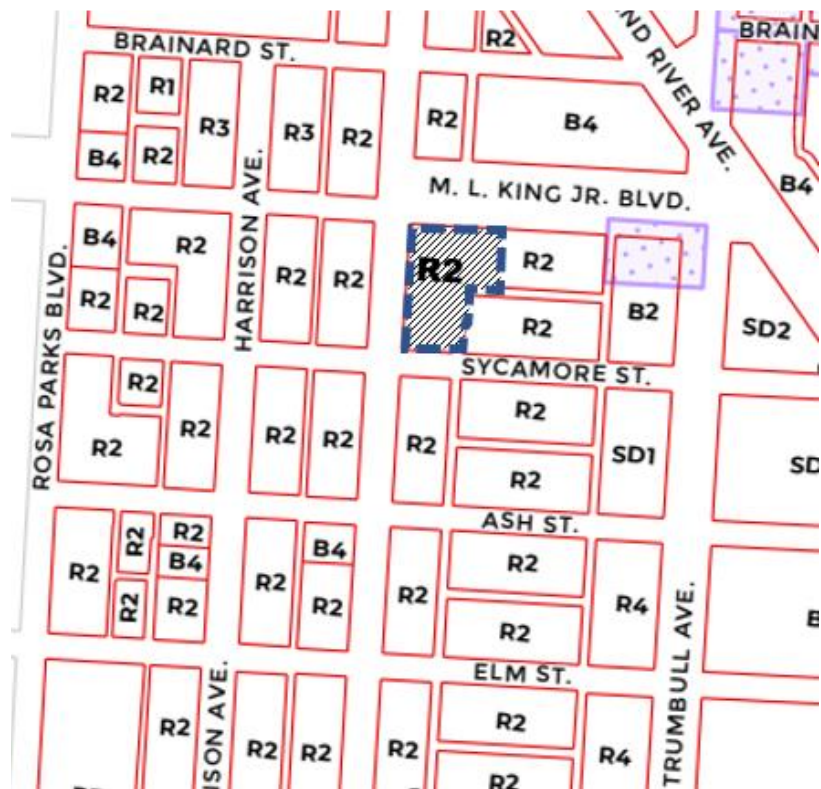 R2
BRAINARD ST.
BRAIN
ND RIVER AVE.
R2
R1
R3
R3
R2
R2
B4
B4
R2
B4
M. L. KING JR. BLVD.
B4
R2
R2
R2
R2
R2
R2
R2
R2
B2
SD2
ROSA PARKS BLVD.
HARRISON AVE.
SYCAMORE ST.
R2
R2
R2
R2
R2
R2
R2
R2
SD1
SD
ASH ST.
R2
R2
R2
B4
R2
R2
R2
B4
R2
R2
R2
R2
R4
TRUMBULL AVE.
ELM ST.
ISON AVE.
R2
R2
R2
R2
R2
R2
R4